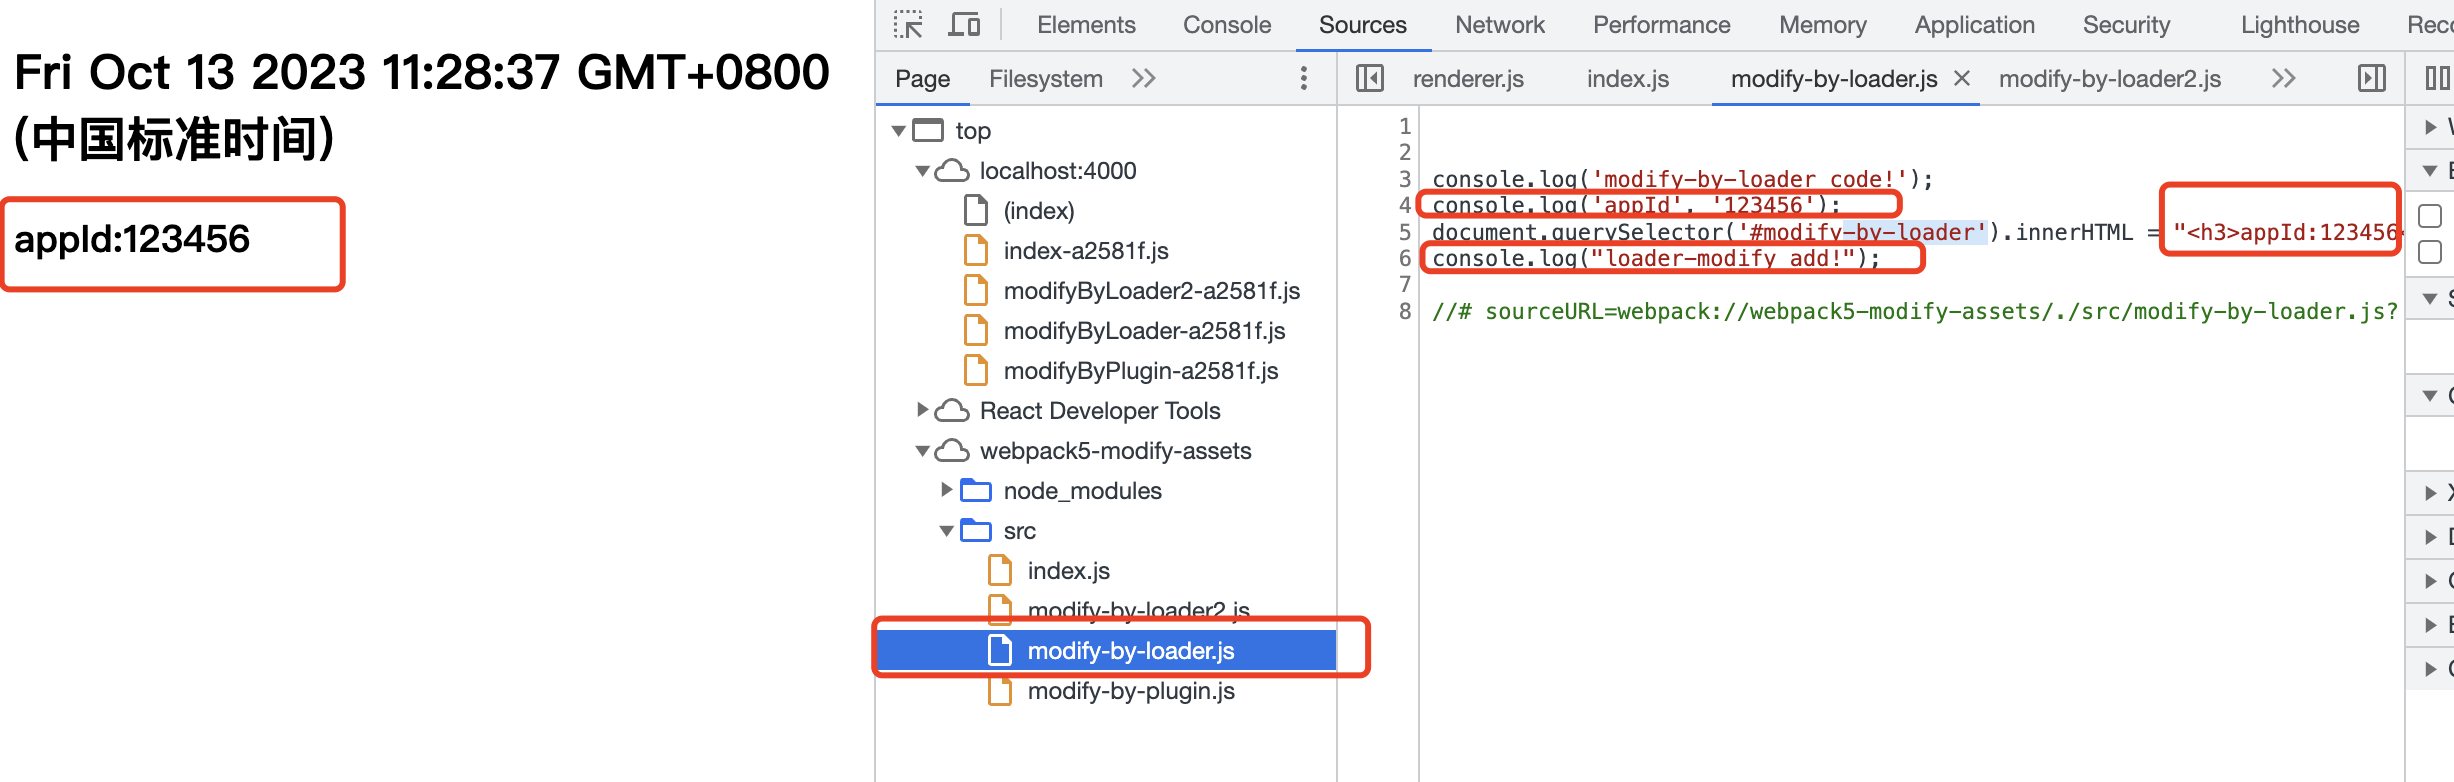 Fri Oct 13 2023 11:28:37 GMT+0800
(中国标准时间)
appId:123456
Elements Console Sources Network Performance Memory Application Security Lighthouse
Page Filesystem
renderer.js index.js modify-by-loader.js modify-by-loader2.js
top
localhost:4000
(index)
index-a2581f.js
modifyByLoader2-a2581f.js
modifyByLoader-a2581f.js
modifyByPlugin-a2581f.js
React Developer Tools
webpack5-modify-assets
node_modules
src
index.js
modify-by-loader2.js
modify-by-loader.js
modify-by-plugin.js
1
2
3 console.log('modify-by-loader code!');
4 console.log('appId', '123456');
5 document.querySelector('#modify-by-loader').innerHTML = "<h3>appId:123456
6 console.log("loader-modify add!");
7
8 //# sourceURL=webpack://webpack5-modify-assets/./src/modify-by-loader.js?